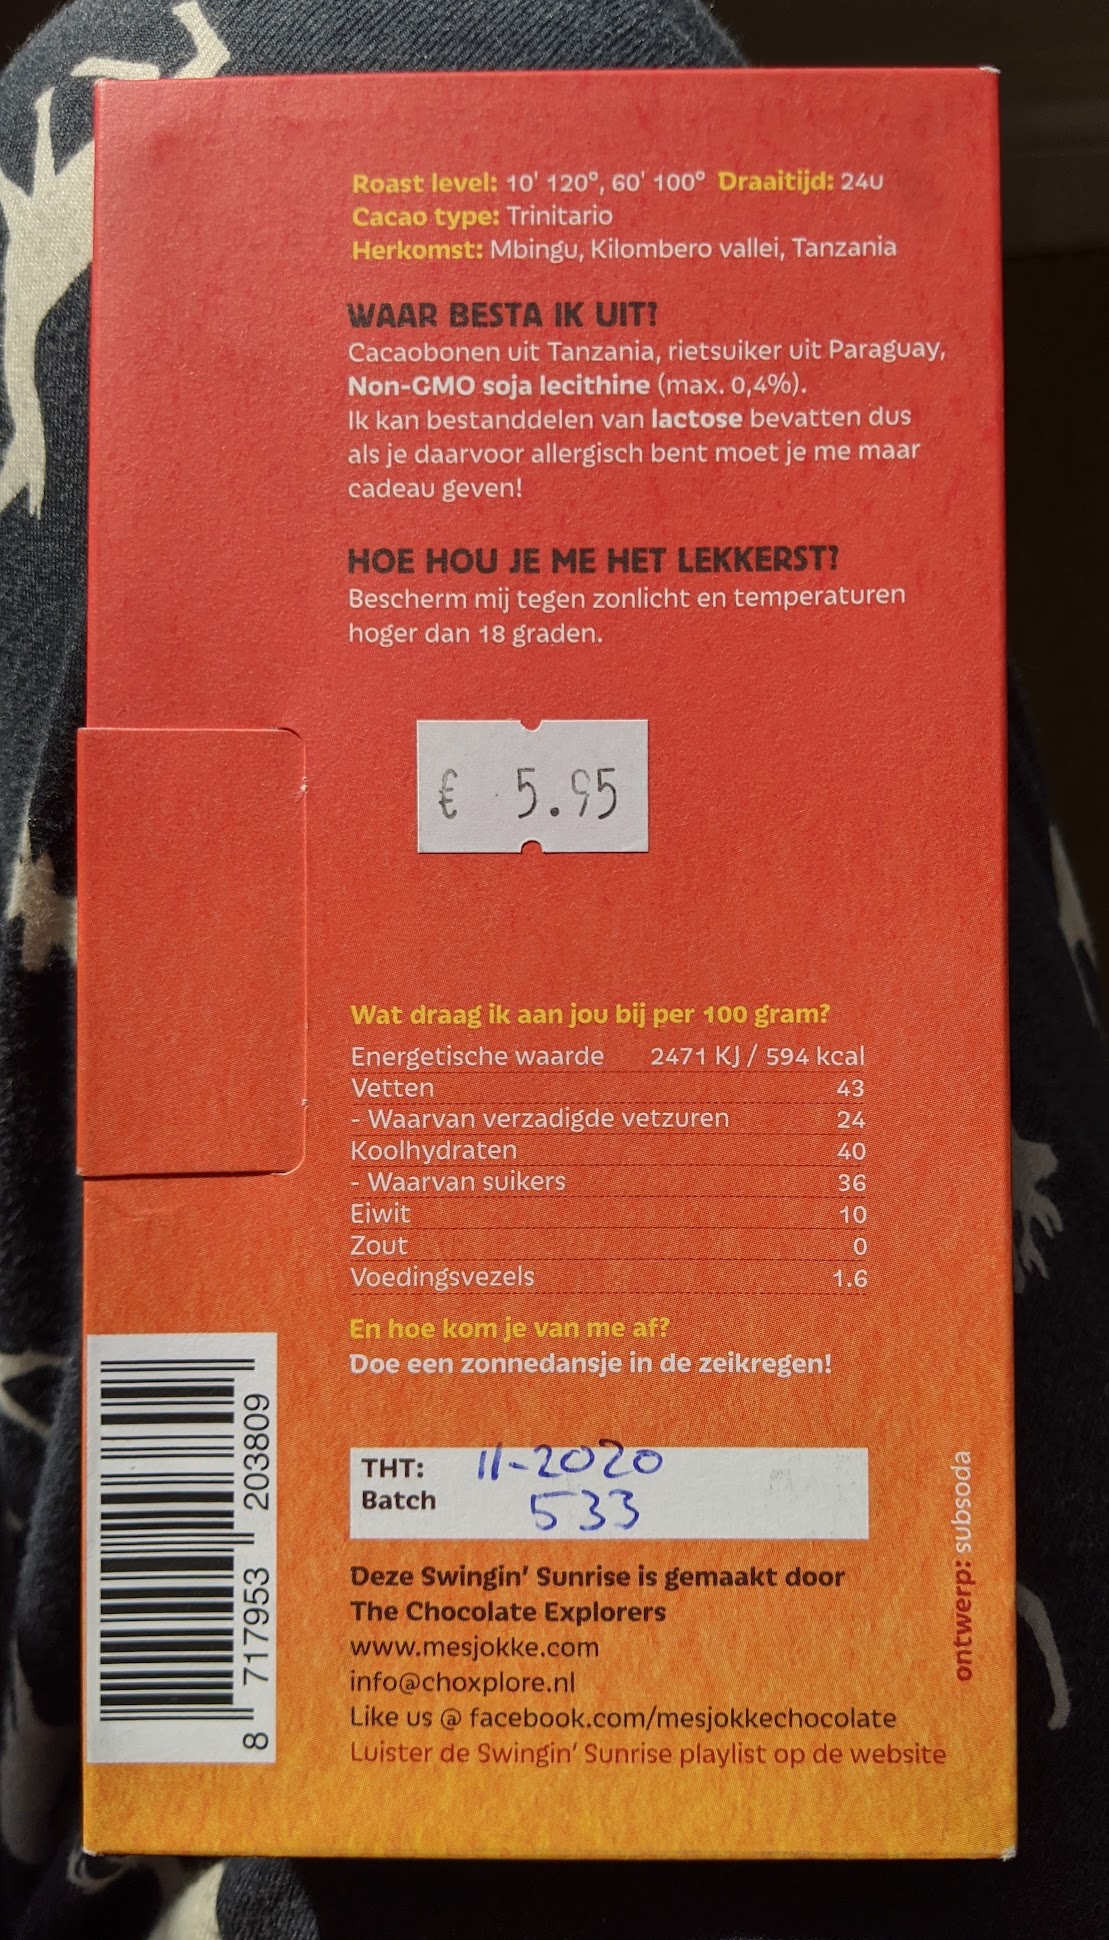 Roast level: 10' 120°, 60' 100° Draaitijd: 24U
Cacao type: Trinitario
Herkomst: Mbingu, Kilombero vallei, Tanzania
WAAR BESTA IK UIT?
Cacaobonen uit Tanzania, rietsuiker uit Paraguay,
Non-GMO soja lecithine (max. 0,4%).
Ik kan bestanddelen van lactose bevatten dus
als je daarvoor allergisch bent moet je me maar
cadeau geven!
HOE HOU JE ME HET LEKKERST?
Bescherm mij tegen zonlicht en temperaturen
hoger dan 18 graden.
€ 5.95
Wat draag ik aan jou bij per 100 gram?
Energetische waarde 2471 KJ / 594 kcal
Vetten 43
- Waarvan verzadigde vetzuren 24
Koolhydraten 40
- Waarvan suikers 36
Eiwit 10
Zout 0
Voedingsvezels 1.6
En hoe kom je van me af?
Doe een zonnedansje in de zeikregen!
THT: 11-2020
Batch 533
Deze Swingin' Sunrise is gemaakt door
The Chocolate Explorers
www.mesjokke.com
info@choxplore.nl
Like us @ facebook.com/mesjokkechocolate
Luister de Swingin' Sunrise playlist op de website
8 717953 203809
ontwerp: subsoda